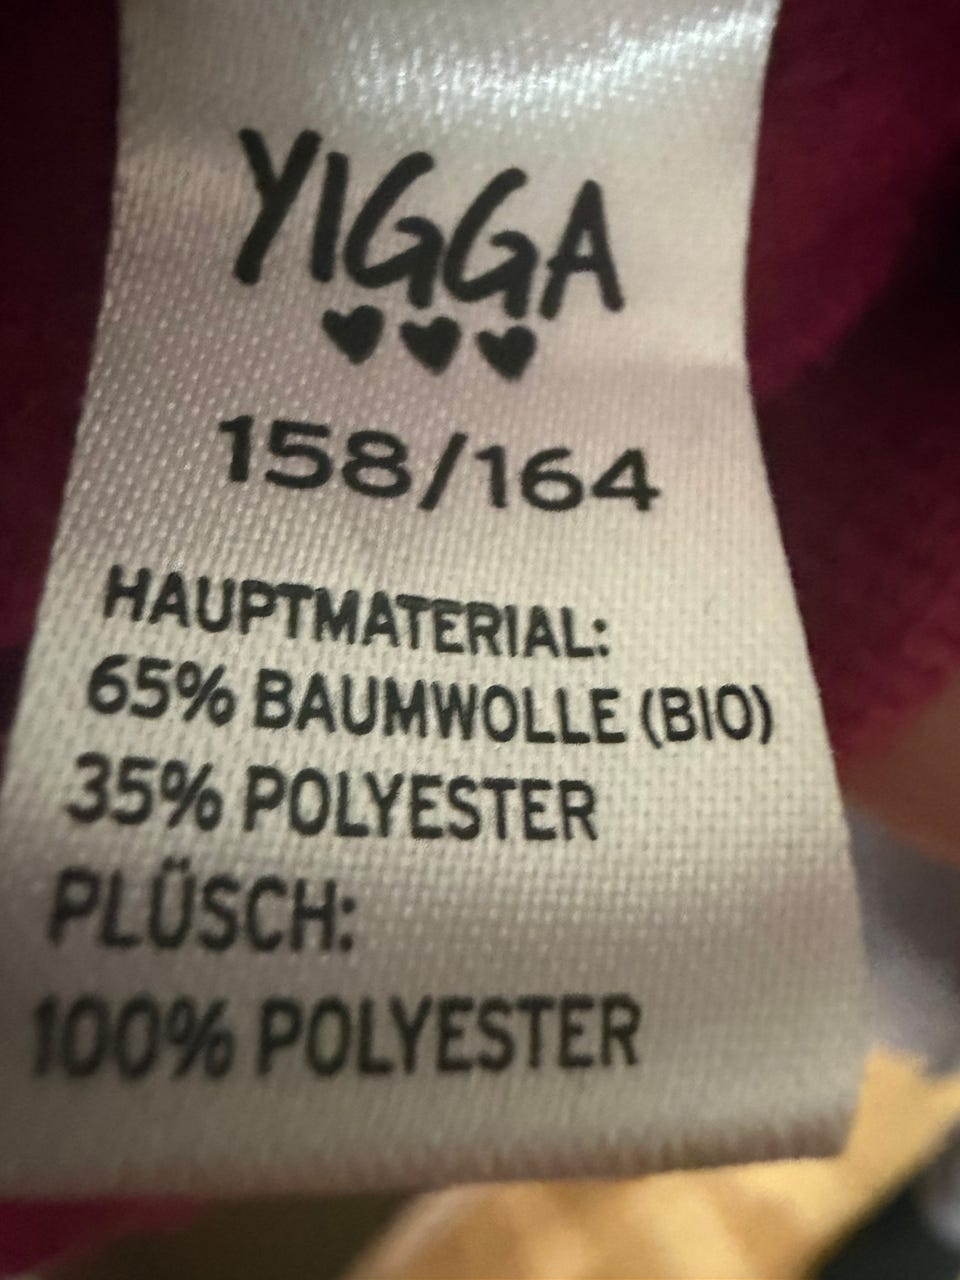 YIGGA
158/164
HAUPTMATERIAL:
65% BAUMWOLLE (BIO)
35% POLYESTER
PLÜSCH:
100% POLYESTER